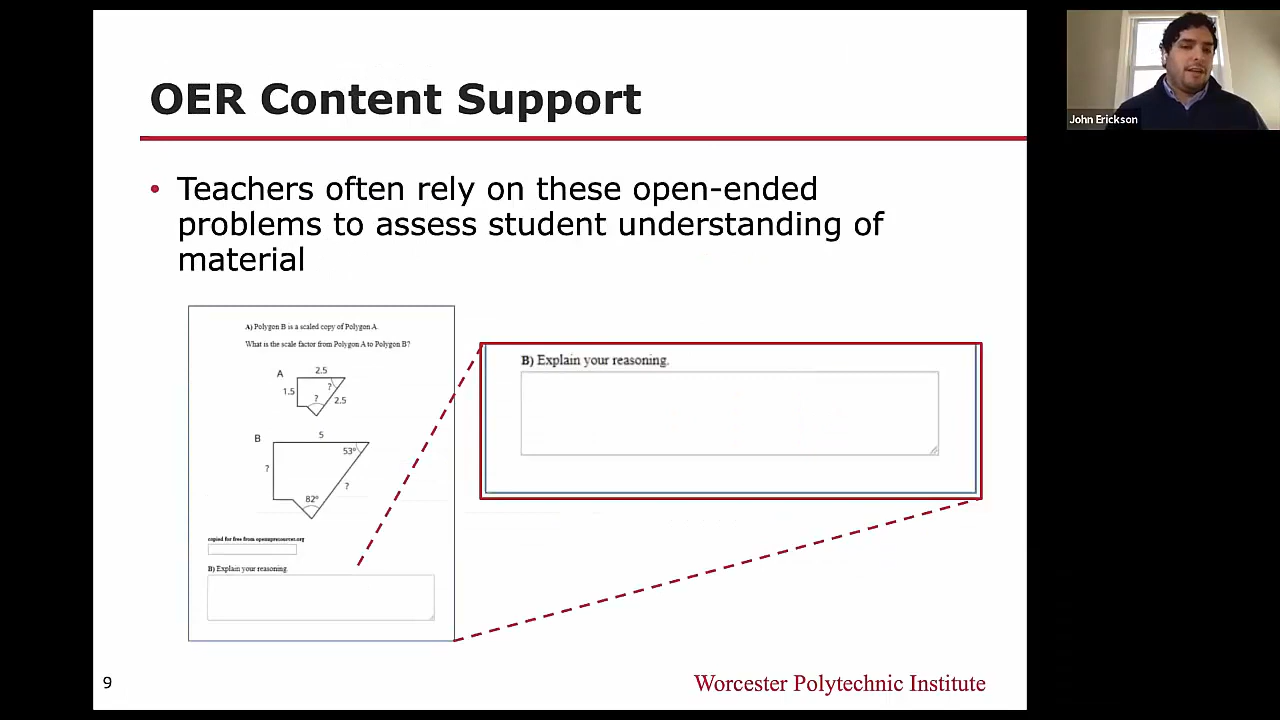 OER Content Support
John Erickson
• Teachers often rely on these open-ended
problems to assess student understanding of
material
A) Polygon B is a scaled copy of Polygon A.
What is the scale factor from Polygon A to Polygon B?
A
2.5
1.5
?
?
2.5
B
5
53°
?
?
82°
copied for free from openupresources.org
B) Explain your reasoning.
B) Explain your reasoning.
9
Worcester Polytechnic Institute